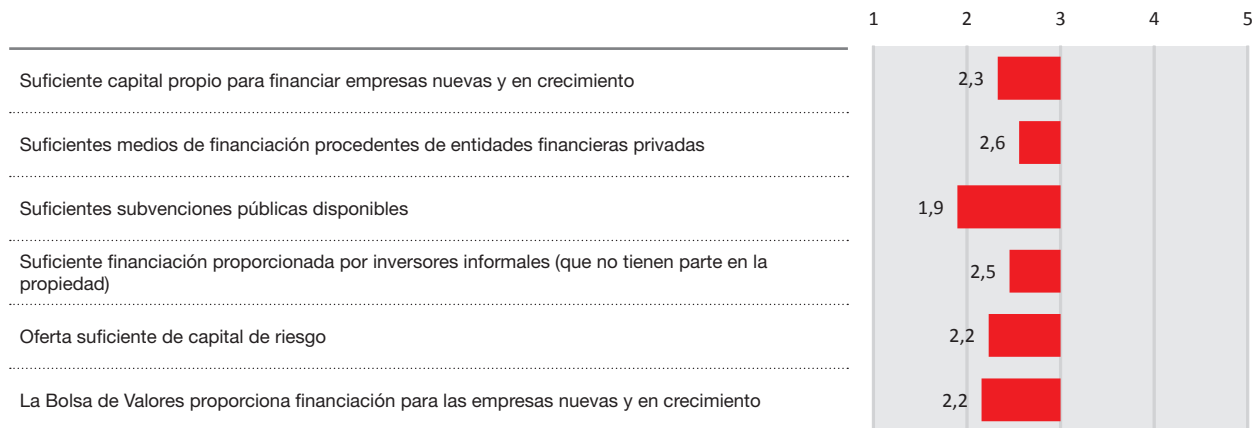 1 2 3 4 5
Suficiente capital propio para financiar empresas nuevas y en crecimiento
2,3
Suficientes medios de financiación procedentes de entidades financieras privadas
2,6
Suficientes subvenciones públicas disponibles
1,9
Suficiente financiación proporcionada por inversores informales (que no tienen parte en la
propiedad)
2,5
Oferta suficiente de capital de riesgo
2,2
La Bolsa de Valores proporciona financiación para las empresas nuevas y en crecimiento
2,2